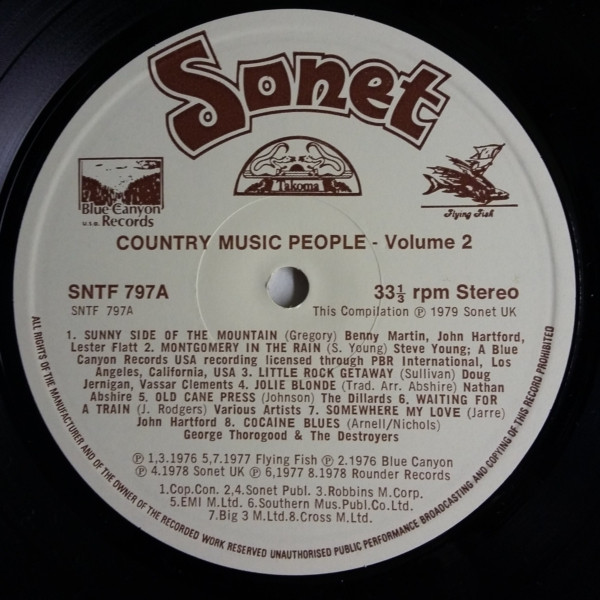 Sonet
Takoma
Blue Canyon
U.S.A. Records
Flying Fish
COUNTRY MUSIC PEOPLE - Volume 2
SNTF 797A
33⅓ rpm Stereo
SNTF 797A
This Compilation ℗ 1979 Sonet UK
1. SUNNY SIDE OF THE MOUNTAIN (Gregory) Benny Martin, John Hartford,
Lester Flatt 2. MONTGOMERY IN THE RAIN (S. Young) Steve Young; A Blue
Canyon Records USA recording licensed through PBR International, Los
Angeles, California, USA 3. LITTLE ROCK GETAWAY (Sullivan) Doug
Jernigan, Vassar Clements 4. JOLIE BLONDE (Trad. Arr. Abshire) Nathan
Abshire 5. OLD CANE PRESS (Johnson) The Dillards 6. WAITING FOR
A TRAIN (J. Rodgers) Various Artists 7. SOMEWHERE MY LOVE (Jarre)
John Hartford 8. COCAINE BLUES (Arnell/Nichols)
George Thorogood & The Destroyers
℗ 1,3.1976 5,7.1977 Flying Fish ℗ 2.1976 Blue Canyon
℗ 4.1978 Sonet UK ℗ 6,1977 8.1978 Rounder Records
1.Cop.Con. 2,4.Sonet Publ. 3.Robbins M.Corp.
5.EMI M.Ltd. 6.Southern Mus.Publ.Co.Ltd.
7.Big 3 M.Ltd.8.Cross M.Ltd.
ALL RIGHTS OF THE MANUFACTURER AND OF THE OWNER OF THE RECORDED WORK RESERVED UNAUTHORISED PUBLIC PERFORMANCE BROADCASTING AND COPYING OF THIS RECORD PROHIBITED